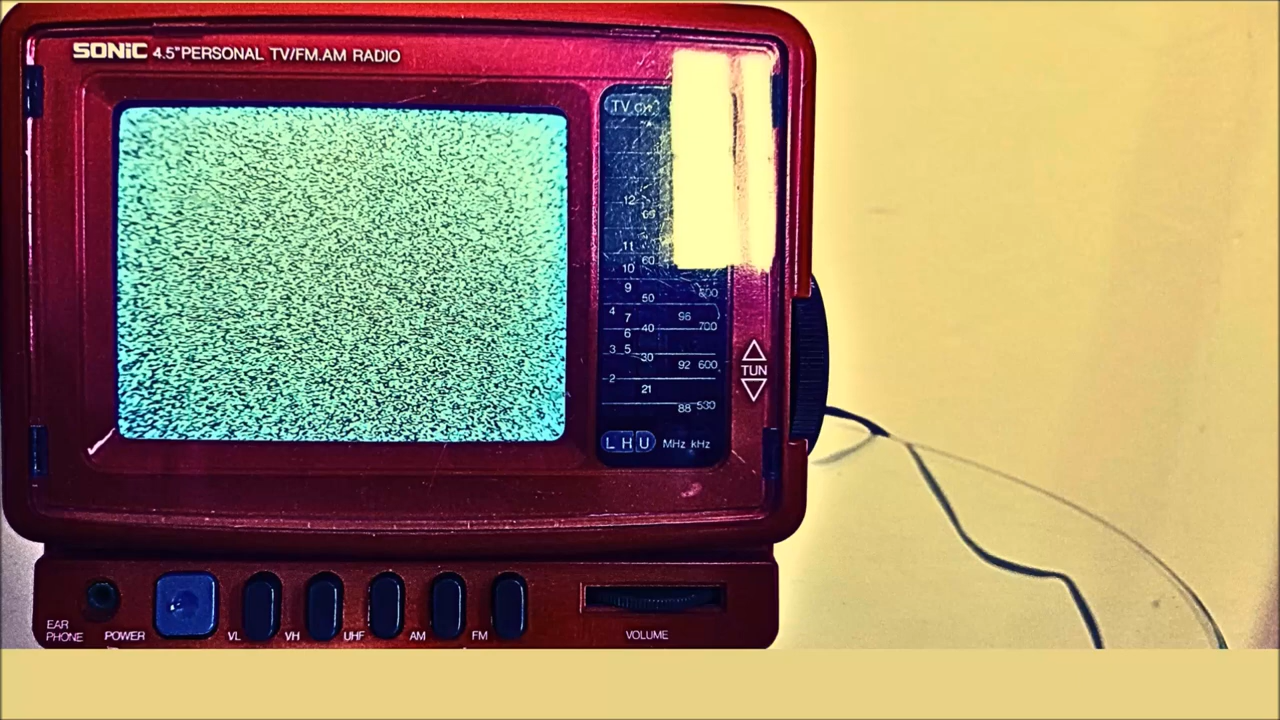 SONIC 4.5" PERSONAL TV/FM.AM RADIO
TV CH
12
69
11
60
10
9
50
800
4
7
96
6
40
700
3
5
30
92
600
2
21
88
530
L H U MHz kHz
TUN
EAR
PHONE
POWER
VL
VH
UHF
AM
FM
VOLUME